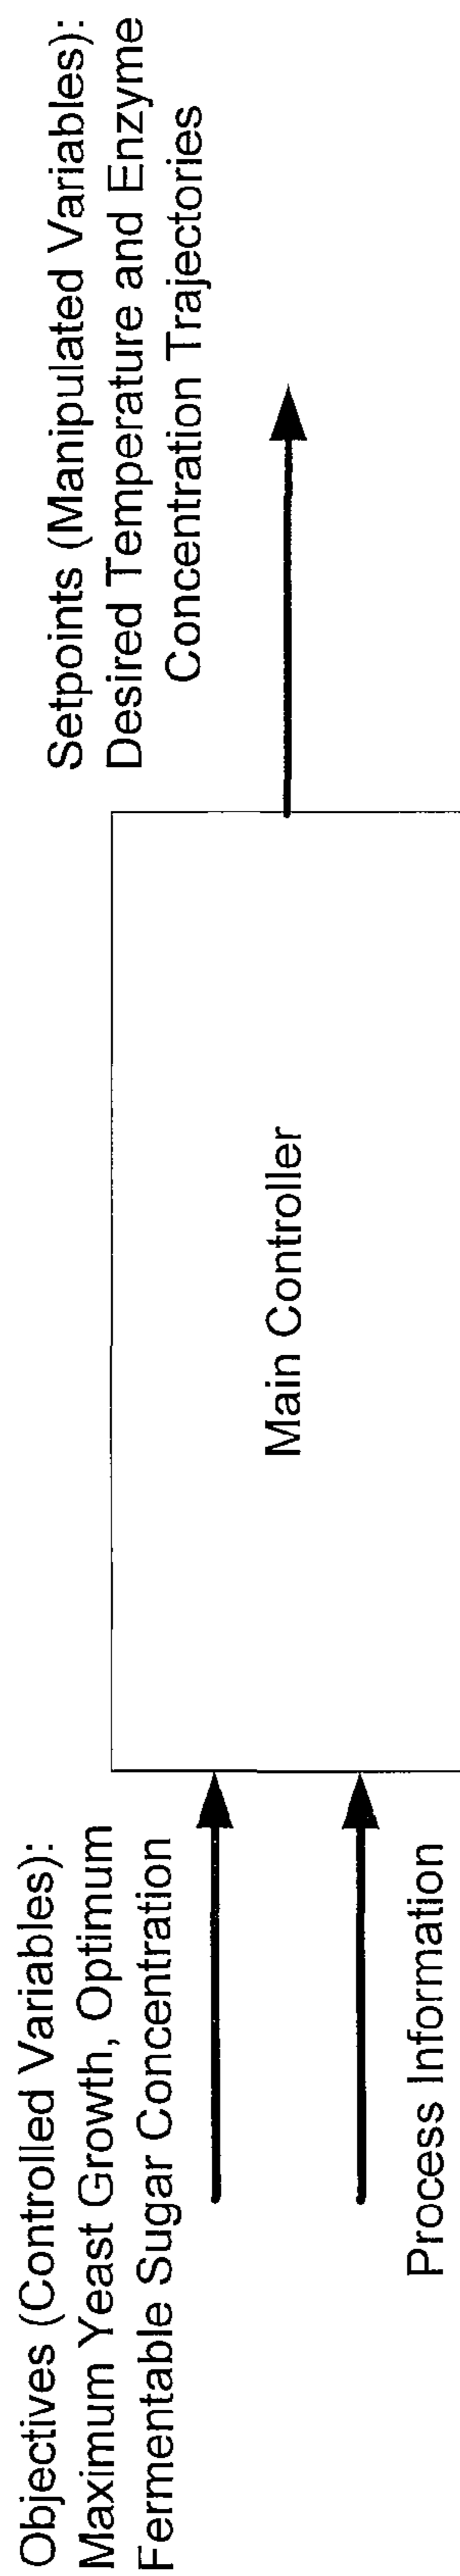 Objectives (Controlled Variables):
Maximum Yeast Growth, Optimum
Fermentable Sugar Concentration
Process Information
Main Controller
Setpoints (Manipulated Variables):
Desired Temperature and Enzyme
Concentration Trajectories